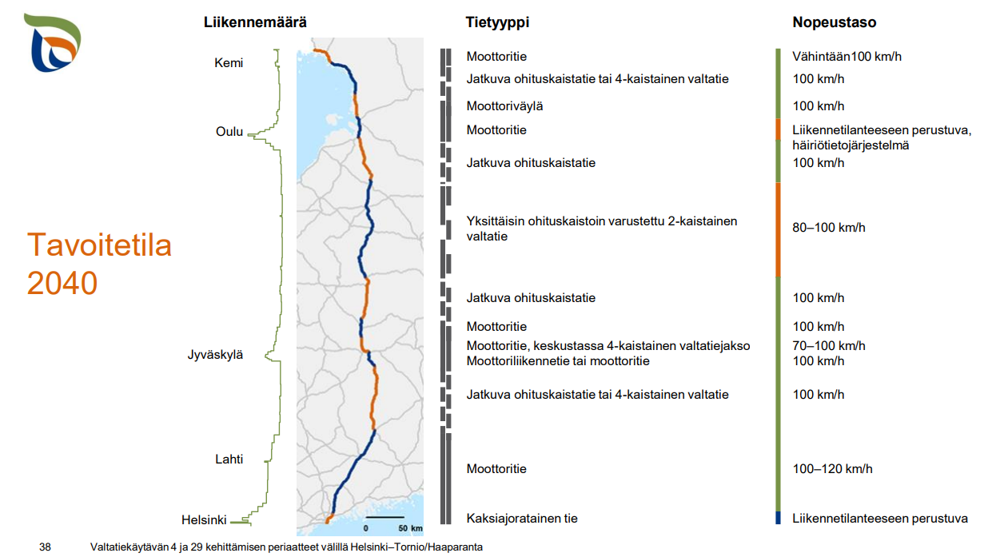 Liikennemäärä Tietyyppi Nopeustaso
Kemi Moottoritie Vähintään100 km/h
Jatkuva ohituskaistatie tai 4-kaistainen valtatie 100 km/h
Moottoriväylä 100 km/h
Oulu Moottoritie Liikennetilanteeseen perustuva,
häiriötietojärjestelmä
Jatkuva ohituskaistatie 100 km/h
Yksittäisin ohituskaistoin varustettu 2-kaistainen
valtatie 80–100 km/h
Tavoitetila
2040
Jatkuva ohituskaistatie 100 km/h
Moottoritie 100 km/h
Jyväskylä Moottoritie, keskustassa 4-kaistainen valtatiejakso 70–100 km/h
Moottoriliikennetie tai moottoritie 100 km/h
Jatkuva ohituskaistatie tai 4-kaistainen valtatie 100 km/h
Lahti Moottoritie 100–120 km/h
Helsinki Kaksiajoratainen tie Liikennetilanteeseen perustuva
0 50 km
38 Valtatiekäytävän 4 ja 29 kehittämisen periaatteet välillä Helsinki–Tornio/Haaparanta